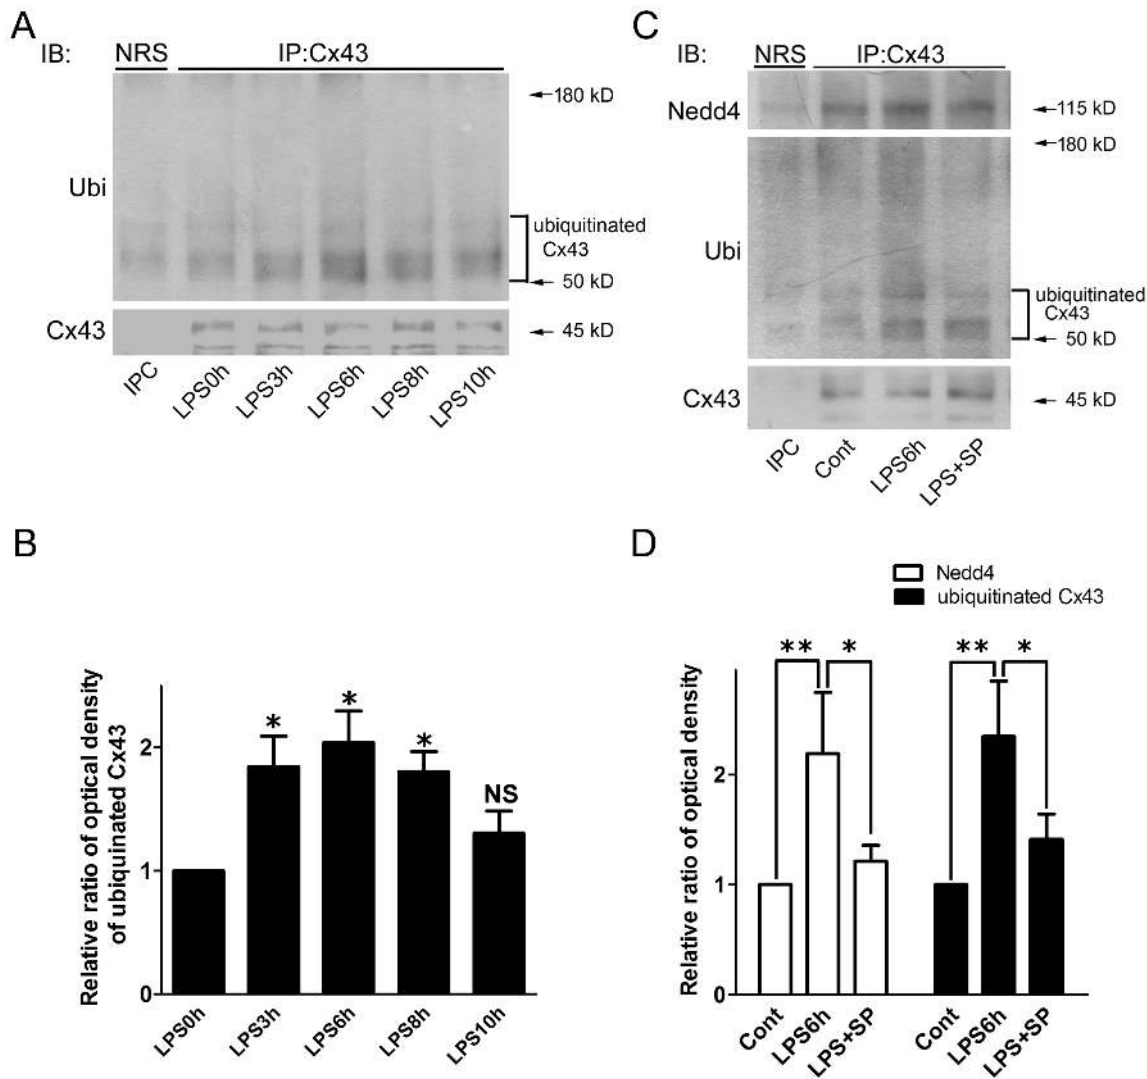 A
IB:
NRS
IP:Cx43
Ubi
180 kD
ubiquitinated
Cx43
50 kD
Cx43
45 kD
IPC
LPS0h
LPS3h
LPS6h
LPS8h
LPS10h
C
IB:
NRS
IP:Cx43
Nedd4
115 kD
180 kD
Ubi
ubiquitinated
Cx43
50 kD
Cx43
45 kD
IPC
Cont
LPS6h
LPS+SP
B
Relative ratio of optical density
of ubiquinated Cx43
2
1
0
*
*
*
NS
LPS0h
LPS3h
LPS6h
LPS8h
LPS10h
D
Nedd4
ubiquitinated Cx43
Relative ratio of optical density
2
1
0
**
*
**
*
Cont
LPS6h
LPS+SP
Cont
LPS6h
LPS+SP